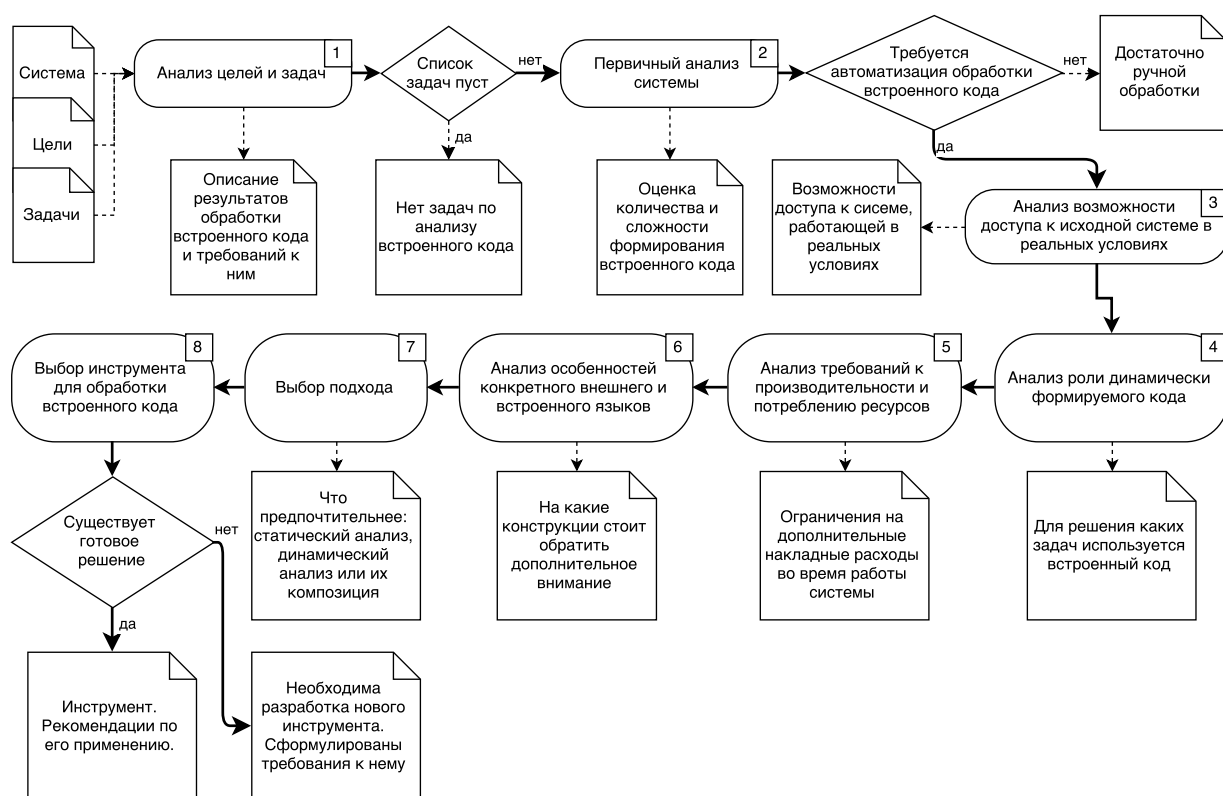 Система
Цели
Задачи
1
Анализ целей и задач
Список
задач пуст
нет
да
2
Первичный анализ
системы
Требуется
автоматизация обработки
встроенного кода
нет
да
Достаточно
ручной
обработки
Описание
результатов
обработки
встроенного кода
и требований к
ним
Нет задач по
анализу
встроенного кода
Оценка
количества и
сложности
формирования
встроенного кода
Возможности
доступа к сисеме,
работающей в
реальных
условиях
3
Анализ возможности
доступа к исходной системе в
реальных условиях
8
Выбор инструмента
для обработки
встроенного кода
7
Выбор подхода
6
Анализ особенностей
конкретного внешнего и
встроенного языков
5
Анализ требований к
производительности и
потреблению ресурсов
4
Анализ роли динамически
формируемого кода
Существует
готовое
решение
нет
да
Что
предпочтительнее:
статический анализ,
динамический
анализ или их
композиция
На какие
конструкции стоит
обратить
дополнительное
внимание
Ограничения на
дополнительные
накладные расходы
во время работы
системы
Для решения каких
задач используется
встроенный код
Инструмент.
Рекомендации по
его применению.
Необходима
разработка нового
инструмента.
Сформулированы
требования к нему